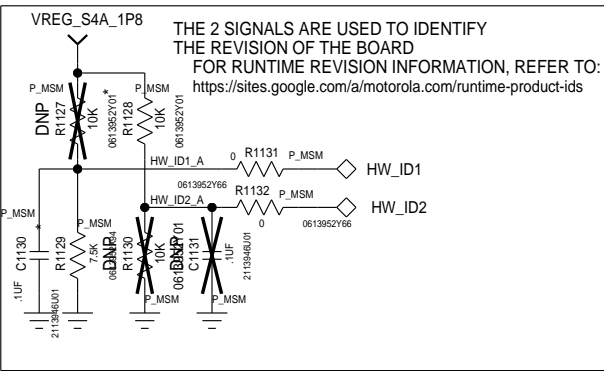 VREG_S4A_1P8
THE 2 SIGNALS ARE USED TO IDENTIFY
THE REVISION OF THE BOARD
FOR RUNTIME REVISION INFORMATION, REFER TO:
https://sites.google.com/a/motorola.com/runtime-product-ids
P_MSM
DNP
R1127
10K
0613952Y01
*
P_MSM
R1128
10K
0613952Y01
HW_ID1_A
0
R1131
P_MSM
HW_ID1
0613952Y66
HW_ID2_A
R1132
P_MSM
0
HW_ID2
0613952Y66
P_MSM
*
C1130
.1UF
2113946U01
P_MSM
R1129
7.5K
DNP
R1130
10K
0613952Y01
P_MSM
DNP
C1131
.1UF
2113946U01
P_MSM